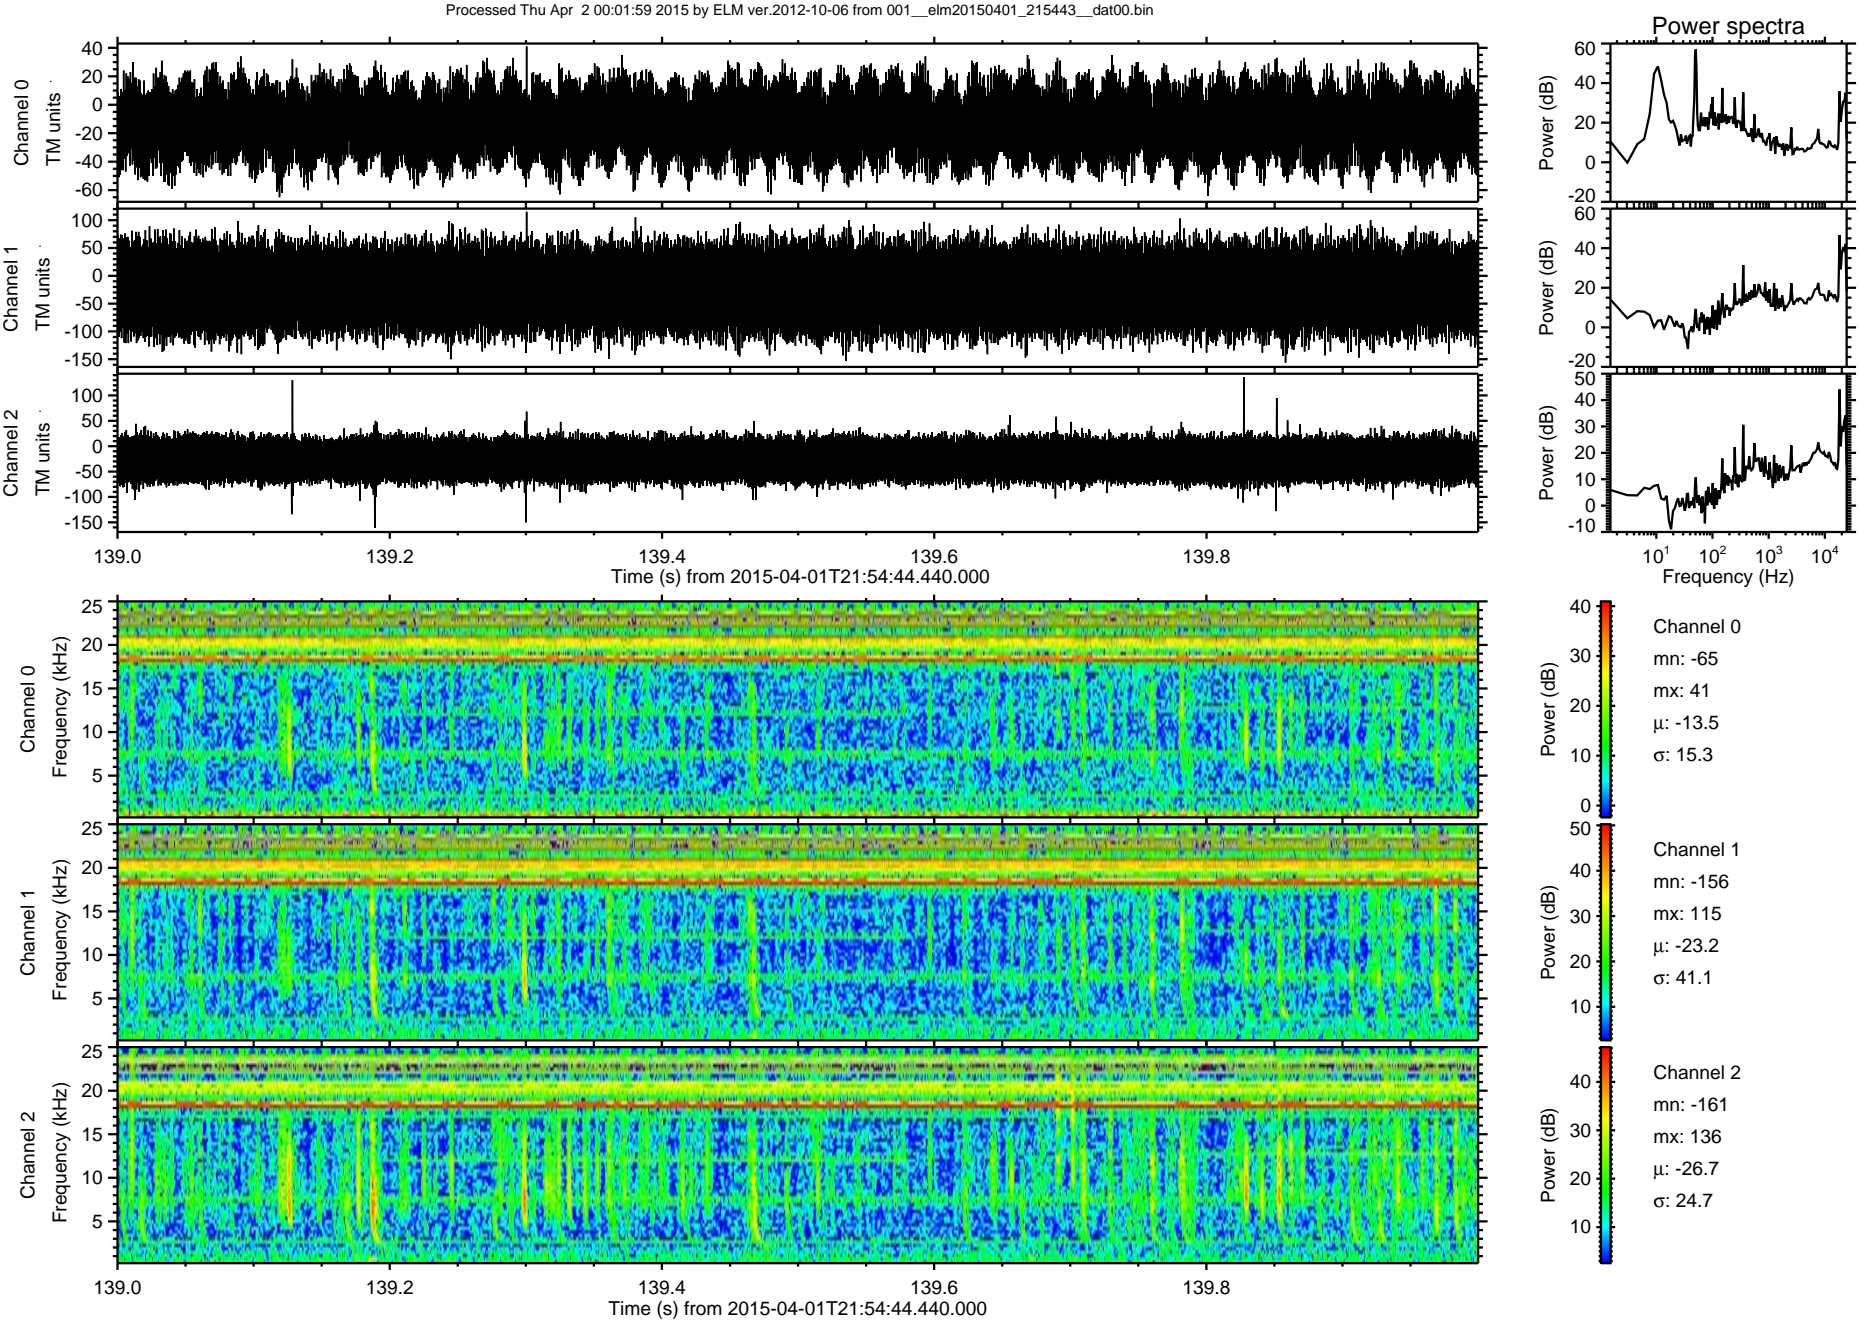 Processed Thu Apr  2 00:01:59 2015 by ELM ver.2012-10-06 from 001__elm20150401_215443__dat00.bin
Power spectra
Channel 0
TM units
40
20
0
-20
-40
-60
Power (dB)
60
40
20
0
-20
Channel 1
TM units
100
50
0
-50
-100
-150
Power (dB)
60
40
20
0
-20
Channel 2
TM units
100
50
0
-50
-100
-150
Power (dB)
50
40
30
20
10
0
-10
139.0 139.2 139.4 139.6 139.8
Time (s) from 2015-04-01T21:54:44.440.000
10¹ 10² 10³ 10⁴
Frequency (Hz)
Channel 0
Frequency (kHz)
25
20
15
10
5
Power (dB)
40
30
20
10
0
Channel 0
mn: -65
mx: 41
μ: -13.5
σ: 15.3
Channel 1
Frequency (kHz)
25
20
15
10
5
Power (dB)
50
40
30
20
10
Channel 1
mn: -156
mx: 115
μ: -23.2
σ: 41.1
Channel 2
Frequency (kHz)
25
20
15
10
5
Power (dB)
40
30
20
10
Channel 2
mn: -161
mx: 136
μ: -26.7
σ: 24.7
139.0 139.2 139.4 139.6 139.8
Time (s) from 2015-04-01T21:54:44.440.000